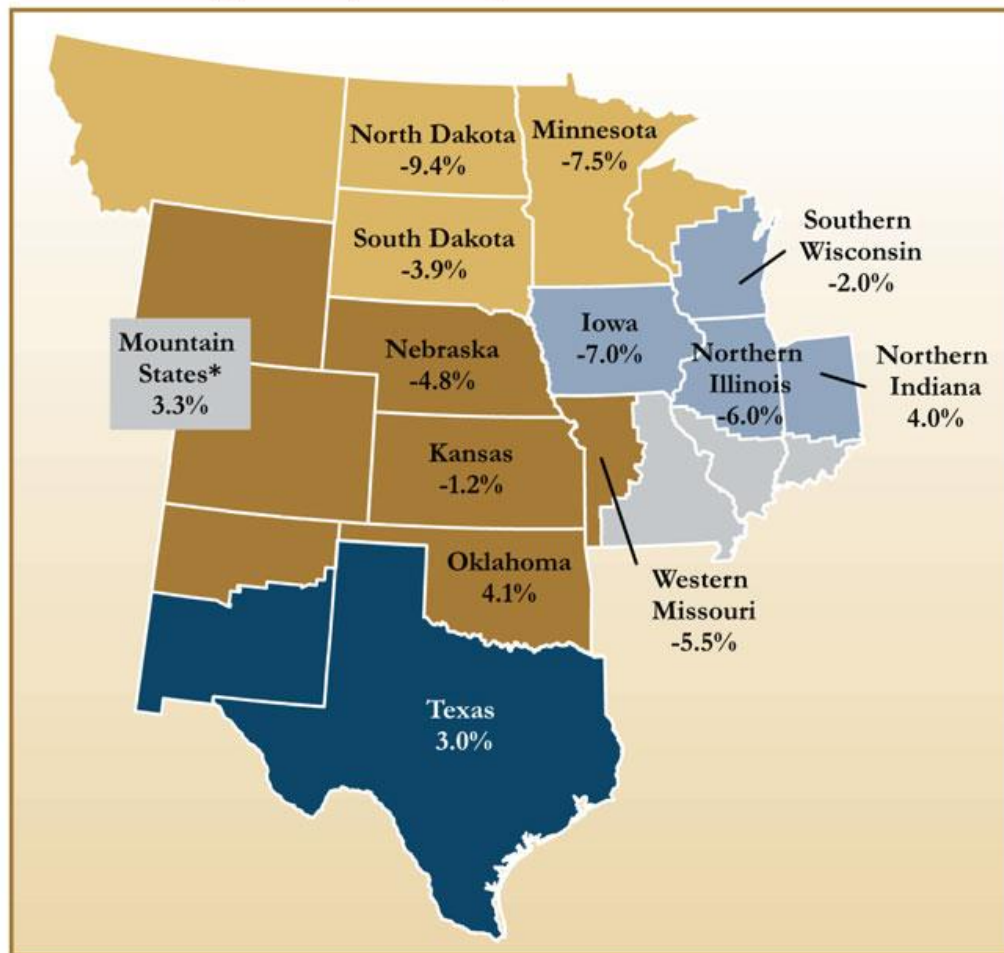 North Dakota
-9.4%
Minnesota
-7.5%
South Dakota
-3.9%
Southern
Wisconsin
-2.0%
Mountain
States*
3.3%
Nebraska
-4.8%
Iowa
-7.0%
Northern
Illinois
-6.0%
Northern
Indiana
4.0%
Kansas
-1.2%
Oklahoma
4.1%
Western
Missouri
-5.5%
Texas
3.0%